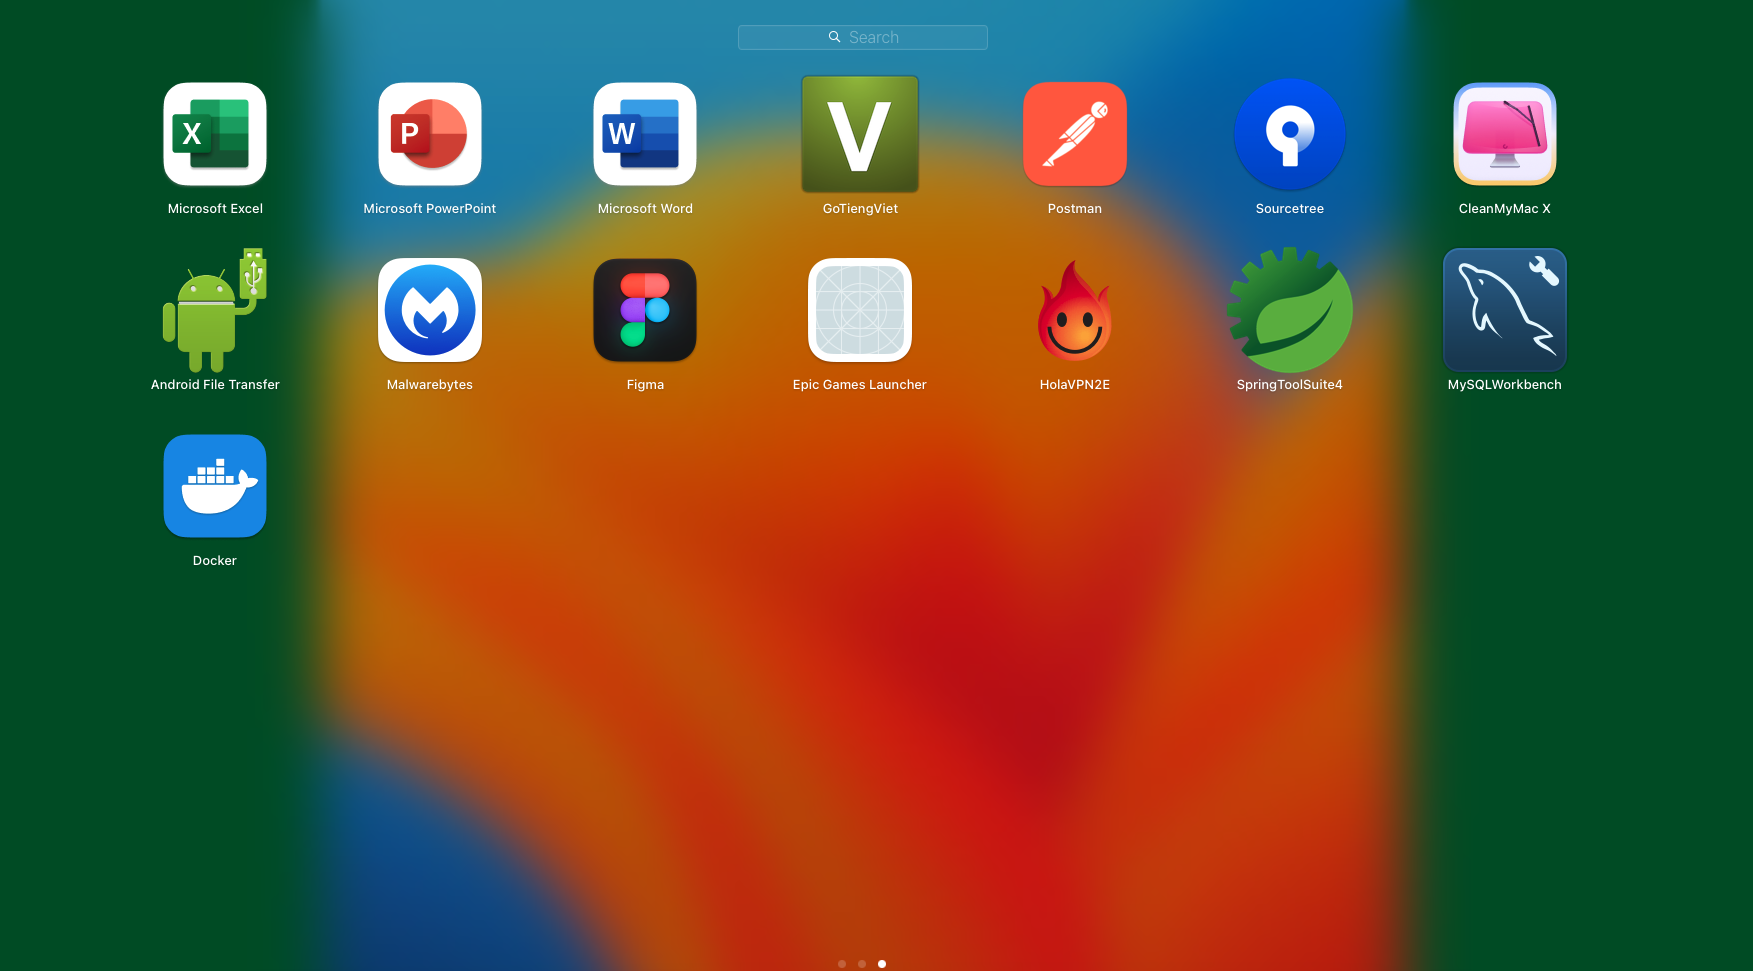 Search
Microsoft Excel
Microsoft PowerPoint
Microsoft Word
GoTiengViet
Postman
Sourcetree
CleanMyMac X
Android File Transfer
Malwarebytes
Figma
Epic Games Launcher
HolaVPN2E
SpringToolSuite4
MySQLWorkbench
Docker